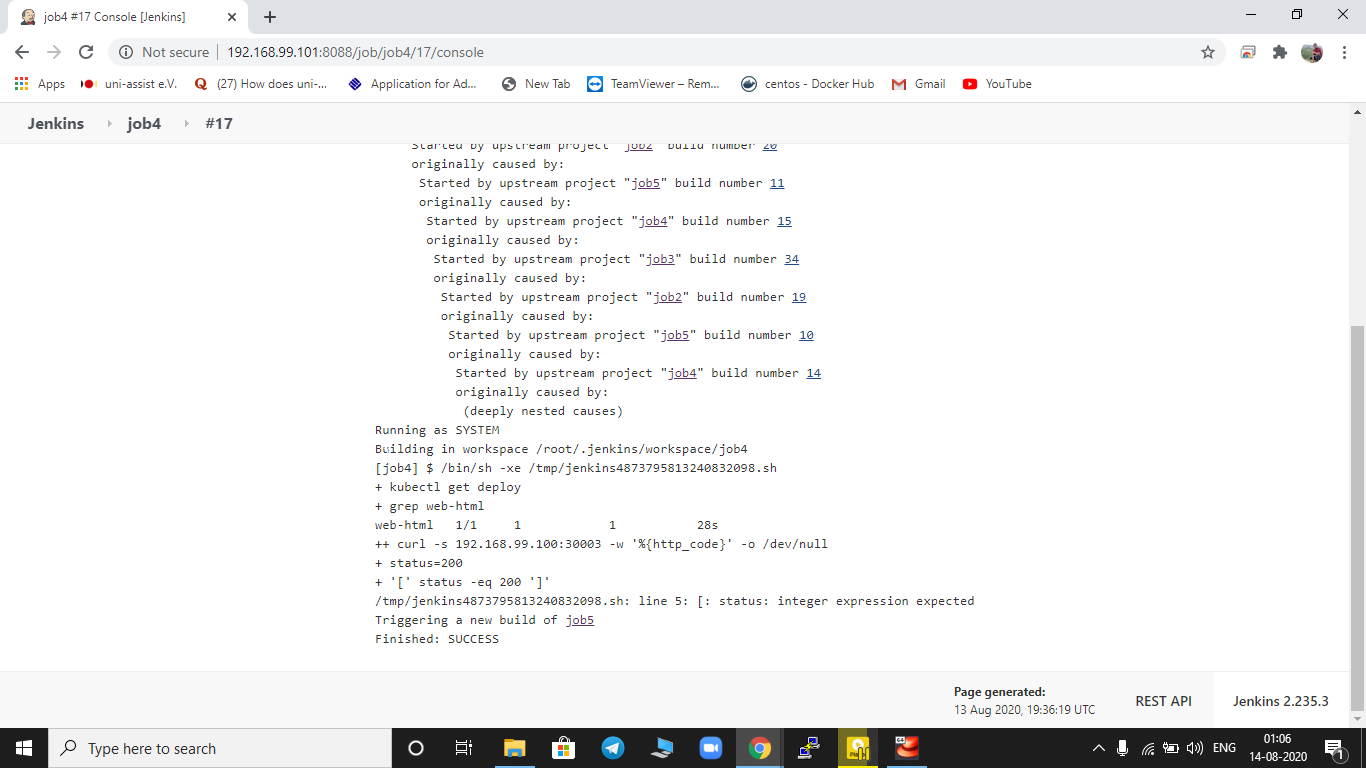 job4 #17 Console [Jenkins]
Not secure 192.168.99.101:8088/job/job4/17/console
Apps uni-assist e.V. (27) How does uni-... Application for Ad... New Tab TeamViewer – Rem... centos - Docker Hub Gmail YouTube
Jenkins job4 #17
Started by upstream project "job2" build number 20
originally caused by:
Started by upstream project "job5" build number 11
originally caused by:
Started by upstream project "job4" build number 15
originally caused by:
Started by upstream project "job3" build number 34
originally caused by:
Started by upstream project "job2" build number 19
originally caused by:
Started by upstream project "job5" build number 10
originally caused by:
Started by upstream project "job4" build number 14
originally caused by:
(deeply nested causes)
Running as SYSTEM
Building in workspace /root/.jenkins/workspace/job4
[job4] $ /bin/sh -xe /tmp/jenkins4873795813240832098.sh
+ kubectl get deploy
+ grep web-html
web-html 1/1 1 1 28s
++ curl -s 192.168.99.100:30003 -w '%{http_code}' -o /dev/null
+ status=200
+ '[' status -eq 200 ']'
/tmp/jenkins4873795813240832098.sh: line 5: [: status: integer expression expected
Triggering a new build of job5
Finished: SUCCESS
Page generated:
13 Aug 2020, 19:36:19 UTC
REST API
Jenkins 2.235.3
Type here to search
ENG
01:06
14-08-2020
1